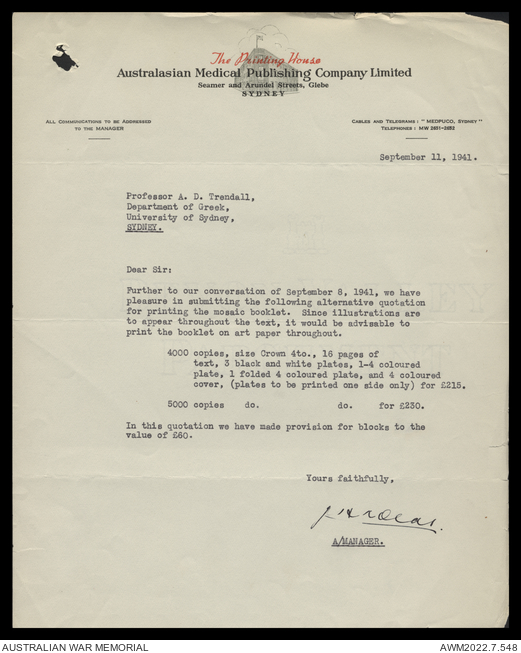 The Printing House
Australasian Medical Publishing Company Limited
Seamer and Arundel Streets, Glebe
SYDNEY
ALL COMMUNICATIONS TO BE ADDRESSED
TO THE MANAGER
CABLES AND TELEGRAMS: "MEDPUCO, SYDNEY"
TELEPHONES: MW 2651-2652
September 11, 1941.
Professor A. D. Trendall,
Department of Greek,
University of Sydney,
SYDNEY.
Dear Sir:
Further to our conversation of September 8, 1941, we have
pleasure in submitting the following alternative quotation
for printing the mosaic booklet. Since illustrations are
to appear throughout the text, it would be advisable to
print the booklet on art paper throughout.
4000 copies, size Crown 4to., 16 pages of
text, 3 black and white plates, 1-4 coloured
plate, 1 folded 4 coloured plate, and 4 coloured
cover, (plates to be printed one side only) for £215.
5000 copies do. do. for £230.
In this quotation we have made provision for blocks to the
value of £60.
Yours faithfully,
A/MANAGER.
AUSTRALIAN WAR MEMORIAL
AWM2022.7.548